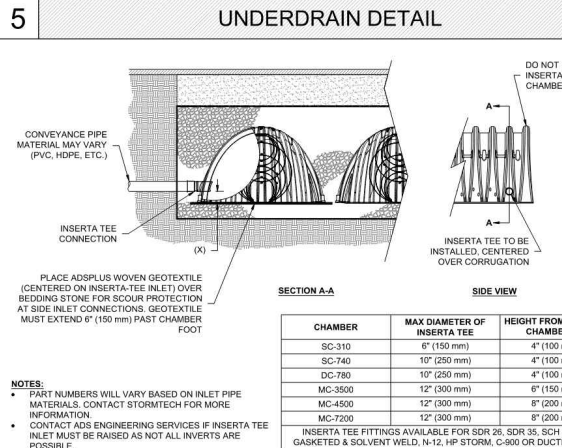 5
UNDERDRAIN DETAIL
DO NOT
INSERTA
CHAMBE
A
CONVEYANCE PIPE
MATERIAL MAY VARY
(PVC, HDPE, ETC.)
INSERTA TEE
CONNECTION
(X)
A
INSERTA TEE TO BE
INSTALLED, CENTERED
OVER CORRUGATION
PLACE ADSPLUS WOVEN GEOTEXTILE
(CENTERED ON INSERTA-TEE INLET) OVER
BEDDING STONE FOR SCOUR PROTECTION
AT SIDE INLET CONNECTIONS. GEOTEXTILE
MUST EXTEND 6" (150 mm) PAST CHAMBER
FOOT
SECTION A-A
SIDE VIEW
CHAMBER MAX DIAMETER OF INSERTA TEE HEIGHT FROM CHAMBE
SC-310 6" (150 mm) 4" (100
SC-740 10" (250 mm) 4" (100
DC-780 10" (250 mm) 4" (100
MC-3500 12" (300 mm) 6" (150
MC-4500 12" (300 mm) 8" (200
MC-7200 12" (300 mm) 8" (200
INSERTA TEE FITTINGS AVAILABLE FOR SDR 26, SDR 35, SCH
GASKETED & SOLVENT WELD, N-12, HP STORM, C-900 OR DUCTI
NOTES:
• PART NUMBERS WILL VARY BASED ON INLET PIPE
MATERIALS. CONTACT STORMTECH FOR MORE
INFORMATION.
• CONTACT ADS ENGINEERING SERVICES IF INSERTA TEE
INLET MUST BE RAISED AS NOT ALL INVERTS ARE
POSSIBLE.